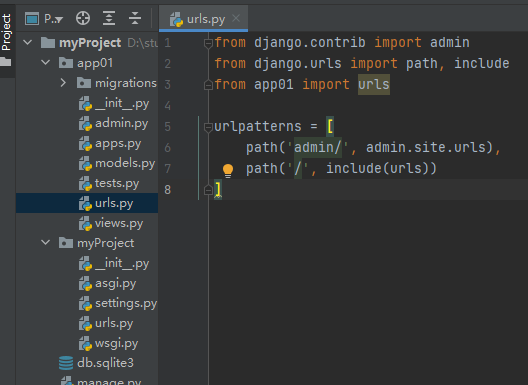 Project
P..
urls.py
myProject D:\stu
app01
migrations
__init__.py
admin.py
apps.py
models.py
tests.py
urls.py
views.py
myProject
__init__.py
asgi.py
settings.py
urls.py
wsgi.py
db.sqlite3
manage.py
1 from django.contrib import admin
2 from django.urls import path, include
3 from app01 import urls
4
5 urlpatterns = [
6 path('admin/', admin.site.urls),
7 path('/', include(urls))
8 ]